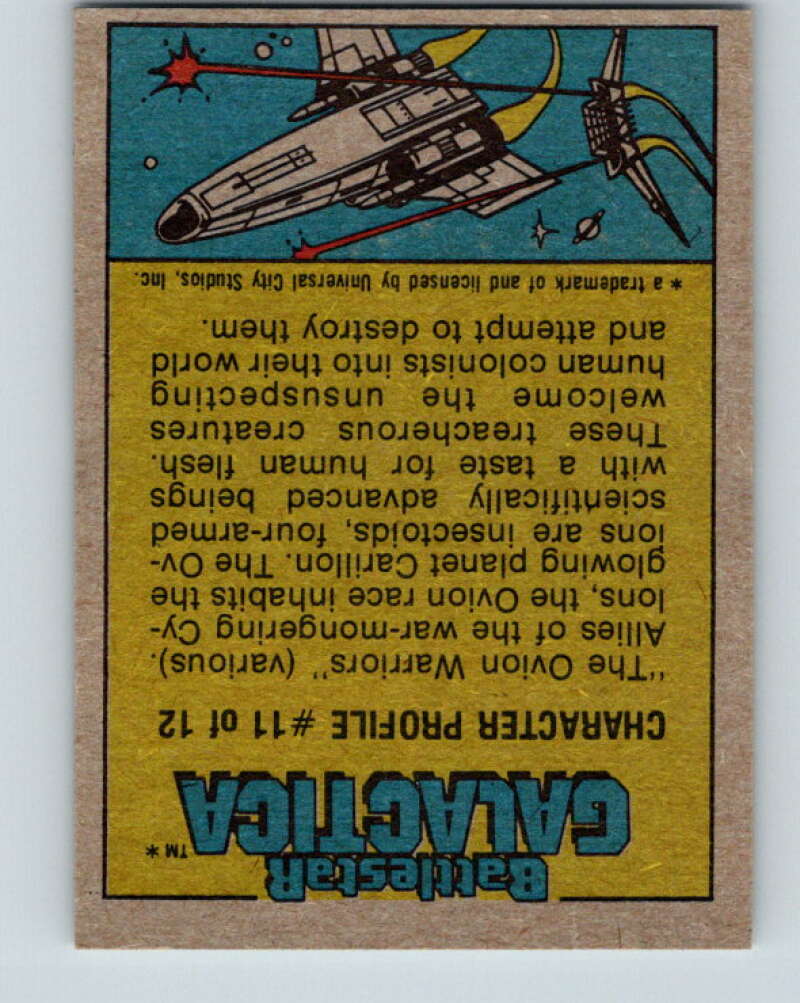 BattlestaR
GALACTICA™*
CHARACTER PROFILE #11 of 12
"The Ovion Warriors" (various).
Allies of the war-mongering Cy-
lons, the Ovion race inhabits the
glowing planet Carillon. The Ov-
ions are insectoids, four-armed
scientifically advanced beings
with a taste for human flesh.
These treacherous creatures
welcome the unsuspecting
human colonists into their world
and attempt to destroy them.
* a trademark of and licensed by Universal City Studios, Inc.